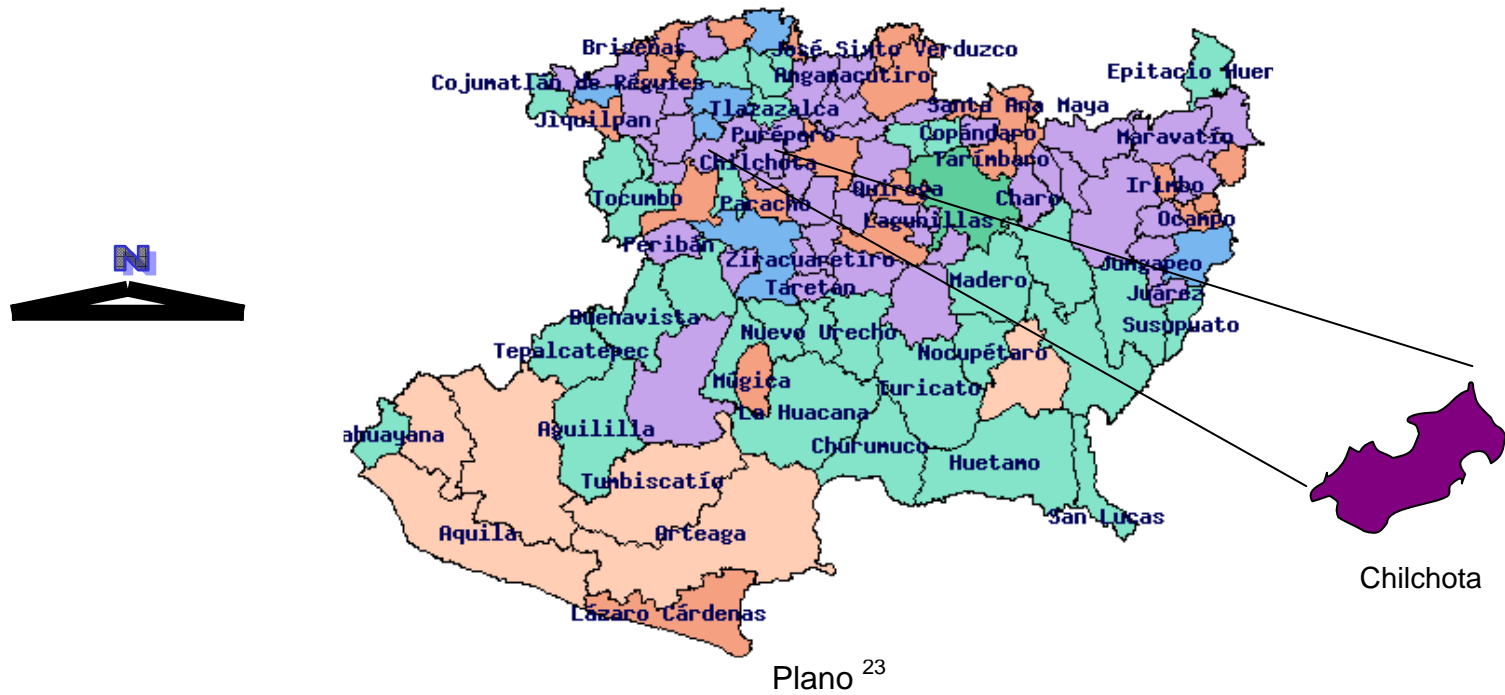 Briseñas
José Sixto Verduzco
Epitacio Huer
Cojumatlán de Régules
Angamacutiro
Tlazazalca
Santa Ana Maya
Jiquilpan
Purépero
Copándaro
Maravatío
Chilchota
Tarímbaro
Quiroga
Irimbo
Tocumbo
Paracho
Charo
Lagunillas
Ocampo
N
Peribán
Ziracuaretiro
Jungapeo
Taretan
Madero
Juárez
Buenavista
Nuevo Urecho
Susupuato
Tepalcatepec
Nocupétaro
Múgica
Turicato
La Huacana
ahuayana
Aguililla
Churumuco
Huetamo
Tumbiscatío
San Lucas
Aquila
Arteaga
Chilchota
Lázaro Cárdenas
Plano 23